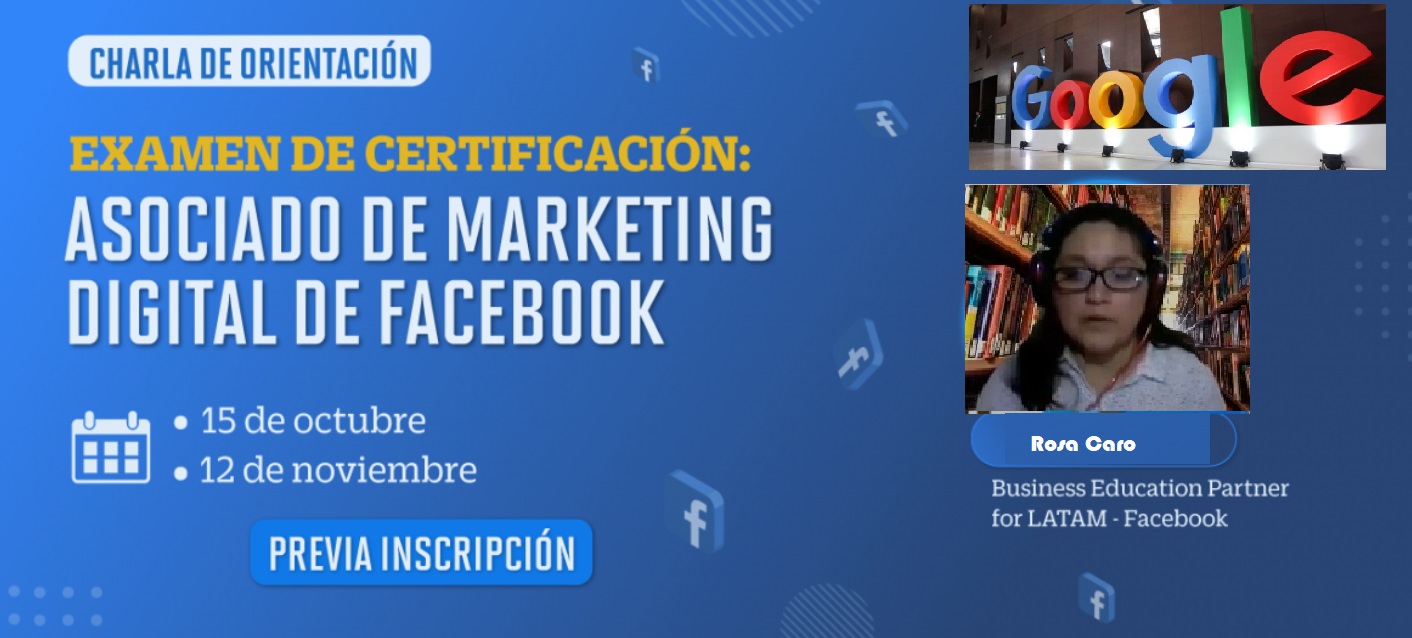 CHARLA DE ORIENTACIÓN
EXAMEN DE CERTIFICACIÓN:
ASOCIADO DE MARKETING
DIGITAL DE FACEBOOK
• 15 de octubre
• 12 de noviembre
PREVIA INSCRIPCIÓN
Google
Rosa Caro
Business Education Partner
for LATAM - Facebook